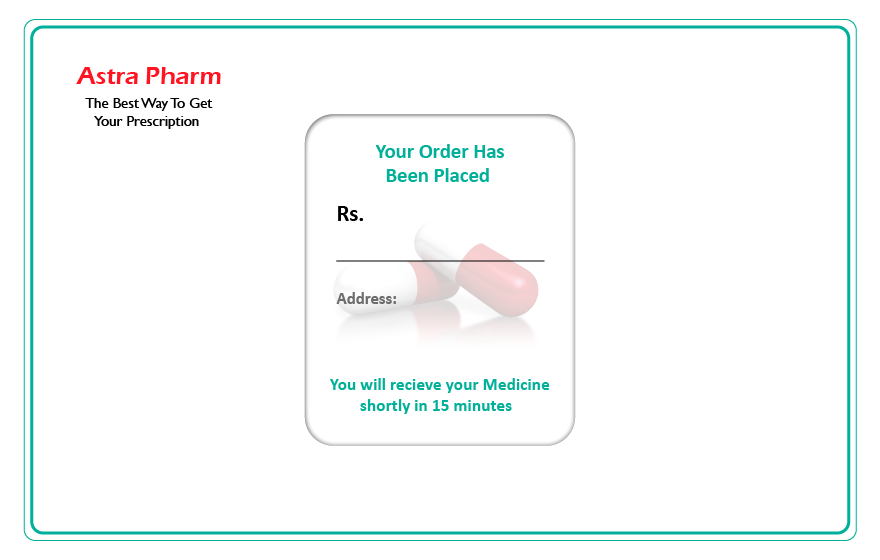 Astra Pharm
The Best Way To Get
Your Prescription
Your Order Has
Been Placed
Rs.
Address:
You will recieve your Medicine
shortly in 15 minutes